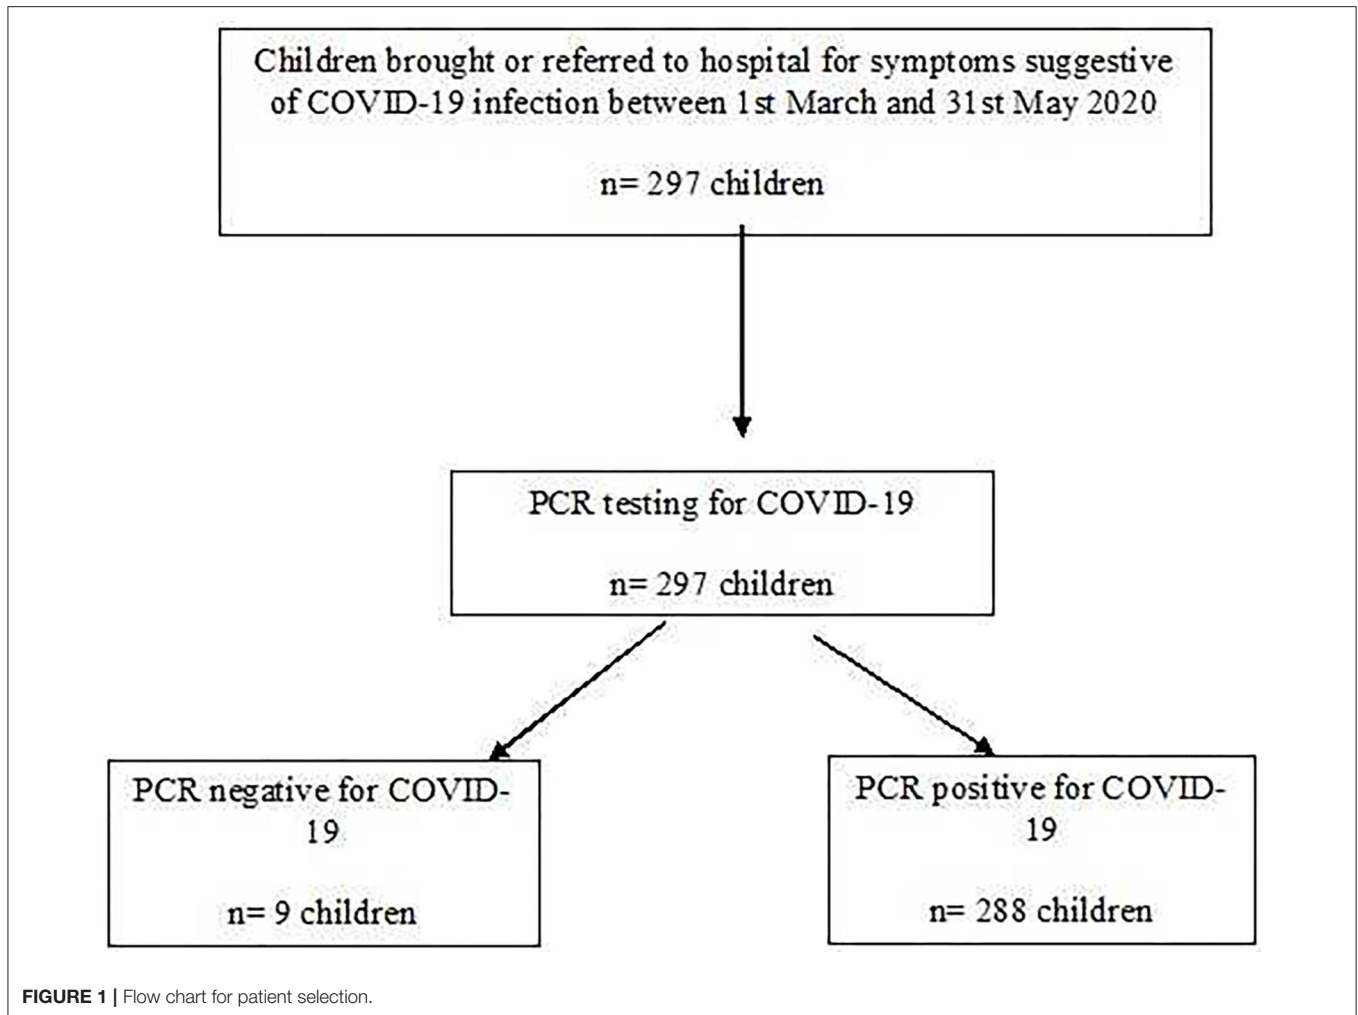 Children brought or referred to hospital for symptoms suggestive
of COVID-19 infection between 1st March and 31st May 2020
n= 297 children
PCR testing for COVID-19
n= 297 children
PCR negative for COVID-
19
n= 9 children
PCR positive for COVID-
19
n= 288 children
FIGURE 1 | Flow chart for patient selection.